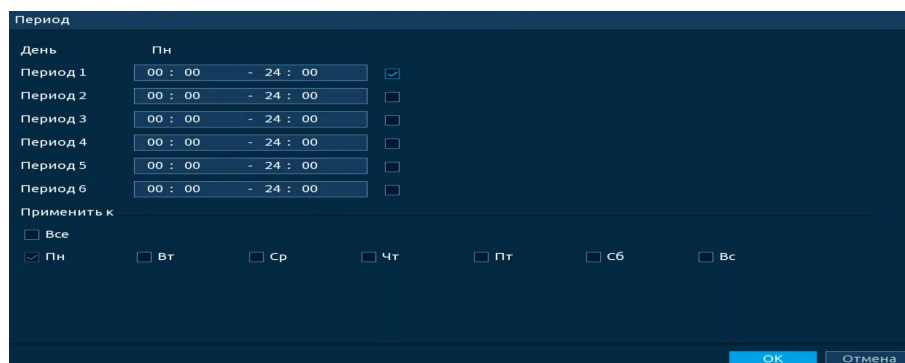 Период
День Пн
Период 1 00 : 00 - 24 : 00
Период 2 00 : 00 - 24 : 00
Период 3 00 : 00 - 24 : 00
Период 4 00 : 00 - 24 : 00
Период 5 00 : 00 - 24 : 00
Период 6 00 : 00 - 24 : 00
Применить к
Все
Пн Вт Ср Чт Пт Сб Вс
OK Отмена